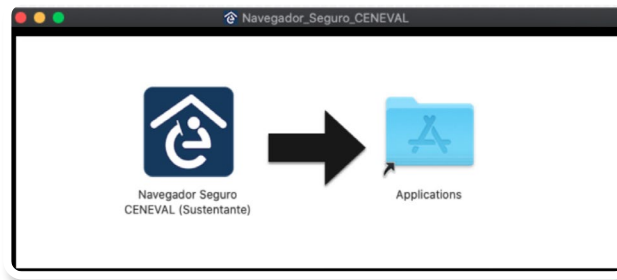 Navegador_Seguro_CENEVAL
Navegador Seguro
CENEVAL (Sustentante)
Applications